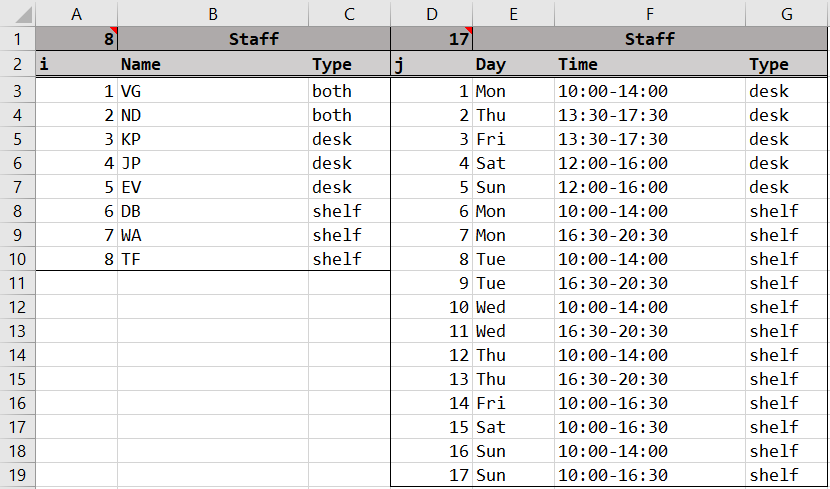 A B C D E F G
1 8 Staff 17 Staff
2 i Name Type j Day Time Type
3 1 VG both 1 Mon 10:00-14:00 desk
4 2 ND both 2 Thu 13:30-17:30 desk
5 3 KP desk 3 Fri 13:30-17:30 desk
6 4 JP desk 4 Sat 12:00-16:00 desk
7 5 EV desk 5 Sun 12:00-16:00 desk
8 6 DB shelf 6 Mon 10:00-14:00 shelf
9 7 WA shelf 7 Mon 16:30-20:30 shelf
10 8 TF shelf 8 Tue 10:00-14:00 shelf
11 9 Tue 16:30-20:30 shelf
12 10 Wed 10:00-14:00 shelf
13 11 Wed 16:30-20:30 shelf
14 12 Thu 10:00-14:00 shelf
15 13 Thu 16:30-20:30 shelf
16 14 Fri 10:00-16:30 shelf
17 15 Sat 10:00-16:30 shelf
18 16 Sun 10:00-14:00 shelf
19 17 Sun 10:00-16:30 shelf